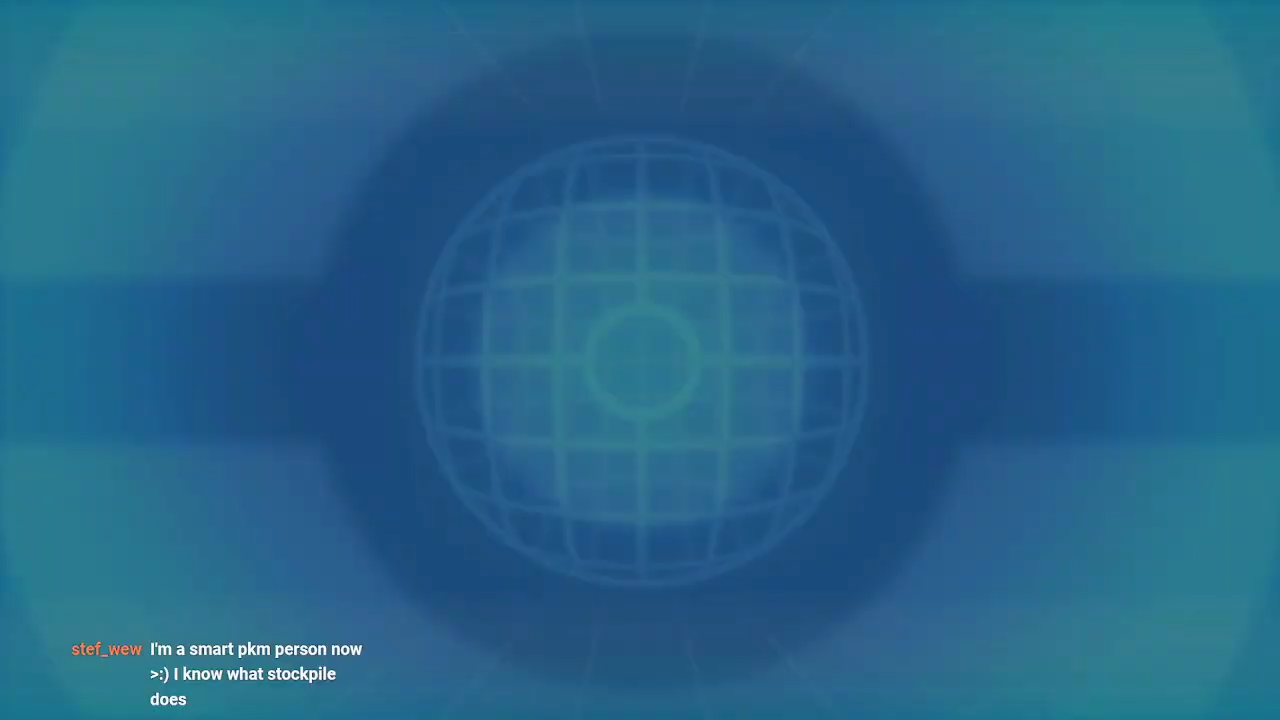 stef_wew I'm a smart pkm person now
>:) I know what stockpile
does